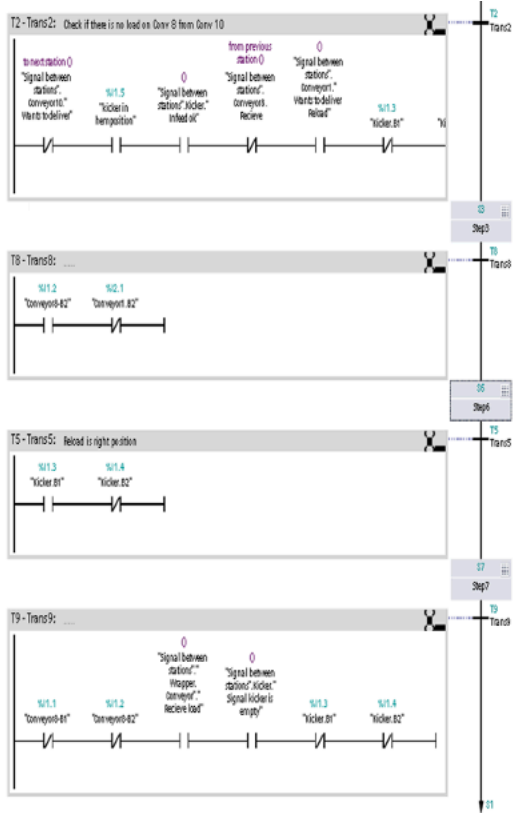 T2 - Trans2: Check if there is no load on Conv 8 from Conv 10
T2
Trans2
to next station ()
"Signal between
stations".
Conveyor10."
Wants to deliver"
%I1.5
"kicker in
hemposition"
()
"Signal between
stations".Kicker."
Infeed ok"
from previous
station ()
"Signal between
stations".
Conveyor8.
Recieve
()
"Signal between
stations".
Conveyor1."
Wants to deliver
Reload"
%I1.3
"Kicker.B1"
S3
Step3
T8 - Trans8: .....
T8
Trans8
%I1.2
"Conveyor8-B2"
%I2.1
"Conveyor1.B2"
S6
Step6
T5 - Trans5: Reload is right position
T5
Trans5
%I1.3
"Kicker.B1"
%I1.4
"Kicker.B2"
S7
Step7
T9 - Trans9: .....
T9
Trans9
%I1.1
"Conveyor8-B1"
%I1.2
"Conveyor8-B2"
()
"Signal between
stations"."
Wrapper.
Conveyor"."
Recieve load"
()
"Signal between
stations".Kicker."
Signal kicker is
empty"
%I1.3
"Kicker.B1"
%I1.4
"Kicker.B2"
S1